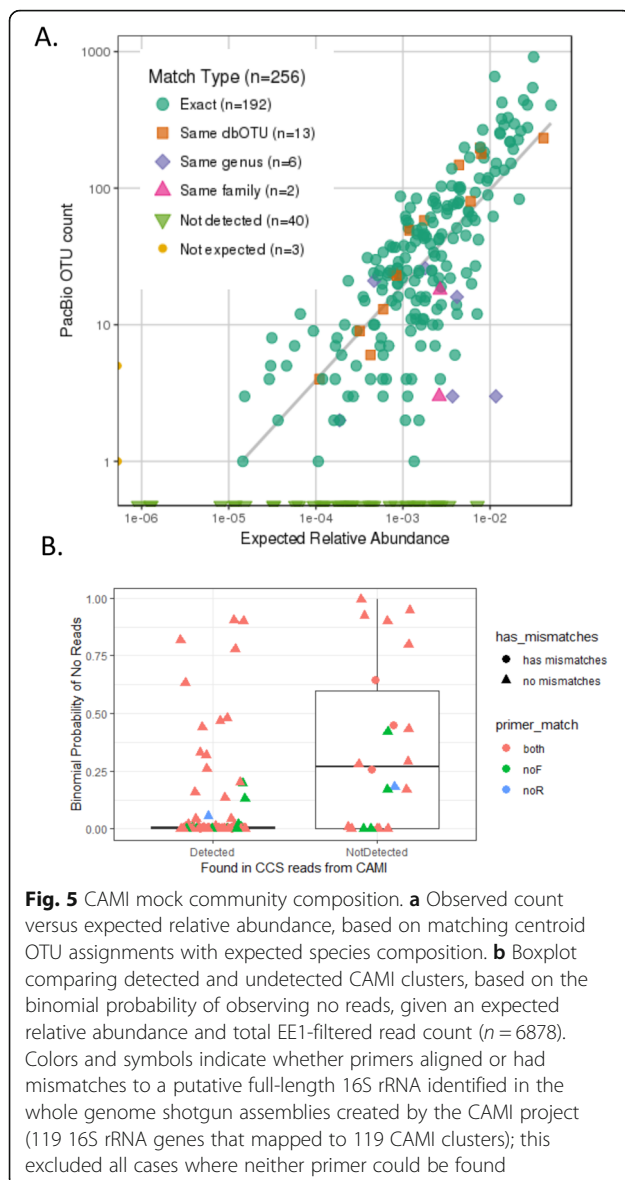 A.
Match Type (n=256)
Exact (n=192)
Same dbOTU (n=13)
Same genus (n=6)
Same family (n=2)
Not detected (n=40)
Not expected (n=3)
PacBio OTU count
1000
100
10
1
1e-06 1e-05 1e-04 1e-03 1e-02
Expected Relative Abundance
B.
Binomial Probability of No Reads
1.00
0.75
0.50
0.25
0.00
Detected NotDetected
Found in CCS reads from CAMI
has_mismatches
has mismatches
no mismatches
primer_match
both
noF
noR
Fig. 5 CAMI mock community composition. a Observed count
versus expected relative abundance, based on matching centroid
OTU assignments with expected species composition. b Boxplot
comparing detected and undetected CAMI clusters, based on the
binomial probability of observing no reads, given an expected
relative abundance and total EE1-filtered read count (n = 6878).
Colors and symbols indicate whether primers aligned or had
mismatches to a putative full-length 16S rRNA identified in the
whole genome shotgun assemblies created by the CAMI project
(119 16S rRNA genes that mapped to 119 CAMI clusters); this
excluded all cases where neither primer could be found